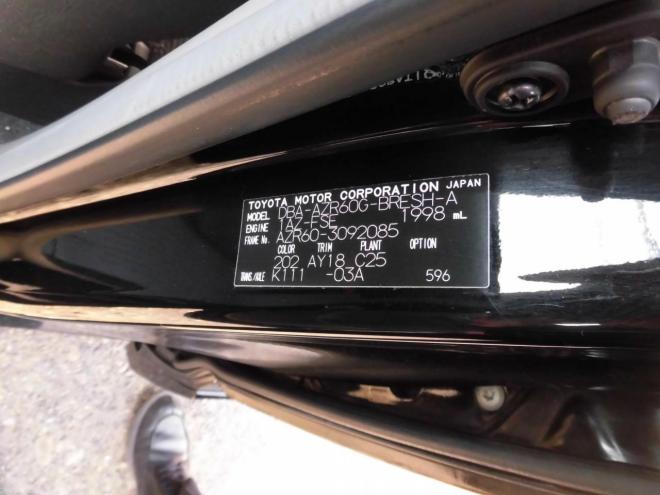 TOYOTA MOTOR CORPORATION JAPAN
MODEL DBA-AZR60G-BRESH-A
ENGINE 1AZ-FSE 1998 mL
FRAME No. AZR60-3092085
COLOR TRIM PLANT OPTION
202 AY18 C25
TRANS./AXLE K111 -03A 596